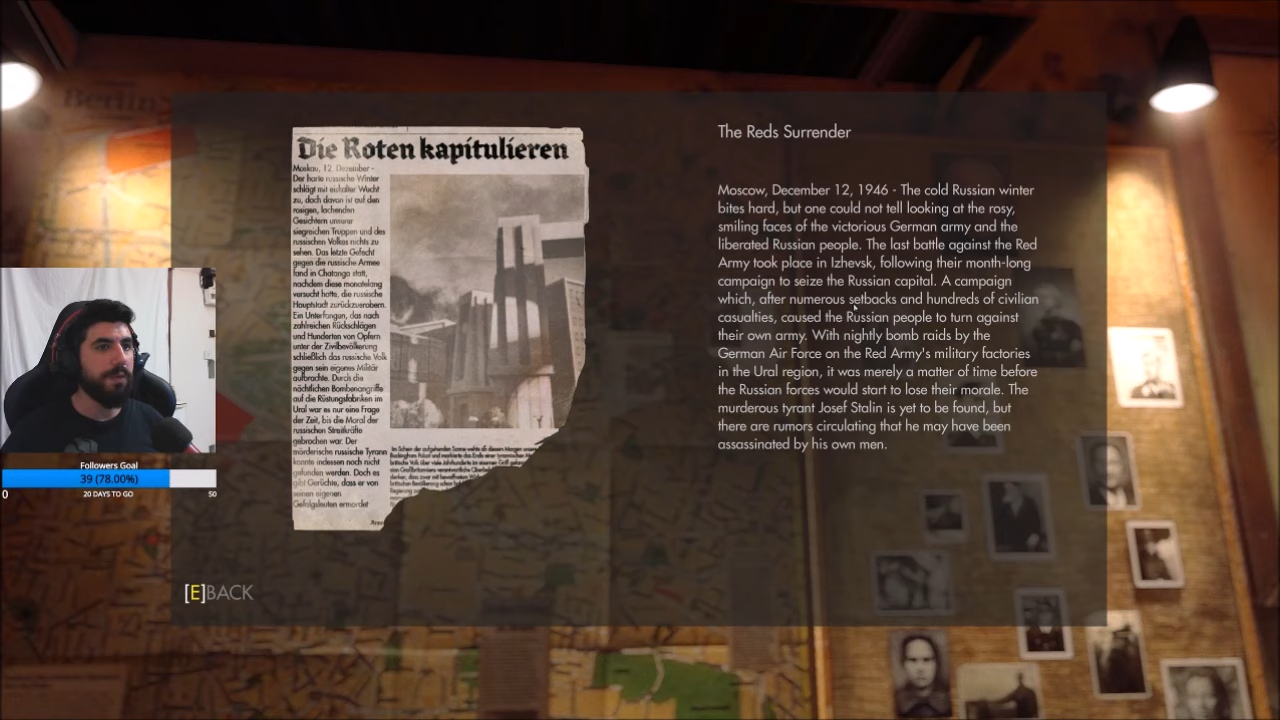 Berlin
Die Roten kapitulieren
Moskau, 12. Dezember -
Der harte russische Winter
schlägt mit eiskalter Wucht
zu, doch davon ist auf den
rosigen, lachenden
Gesichtern unserer
siegreichen Truppen und des
russischen Volkes nichts zu
sehen. Das letzte Gefecht
gegen die russische Armee
fand in Chatanga statt,
nachdem diese monatelang
versucht hatte, die russische
Hauptstadt zurückzuerobern.
Ein Unterfangen, das nach
zahlreichen Rückschlägen
und Hunderten von Opfern
unter der Zivilbevölkerung
schließlich das russische Volk
gegen sein eigenes Militär
aufbrachte. Durch die
nächtlichen Bombenangriffe
auf die Rüstungsfabriken im
Ural war es nur eine Frage
der Zeit, bis die Moral der
russischen Streitkräfte
gebrochen war. Der
mörderische russische Tyrann
konnte indessen noch nicht
gefunden werden. Doch es
gibt Gerüchte, dass er von
seinen eigenen
Gefolgsleuten ermordet
The Reds Surrender
Moscow, December 12, 1946 - The cold Russian winter
bites hard, but one could not tell looking at the rosy,
smiling faces of the victorious German army and the
liberated Russian people. The last battle against the Red
Army took place in Izhevsk, following their month-long
campaign to seize the Russian capital. A campaign
which, after numerous setbacks and hundreds of civilian
casualties, caused the Russian people to turn against
their own army. With nightly bomb raids by the
German Air Force on the Red Army's military factories
in the Ural region, it was merely a matter of time before
the Russian forces would start to lose their morale. The
murderous tyrant Josef Stalin is yet to be found, but
there are rumors circulating that he may have been
assassinated by his own men.
Followers Goal
39 (78.00%)
0 20 DAYS TO GO 50
[E]BACK